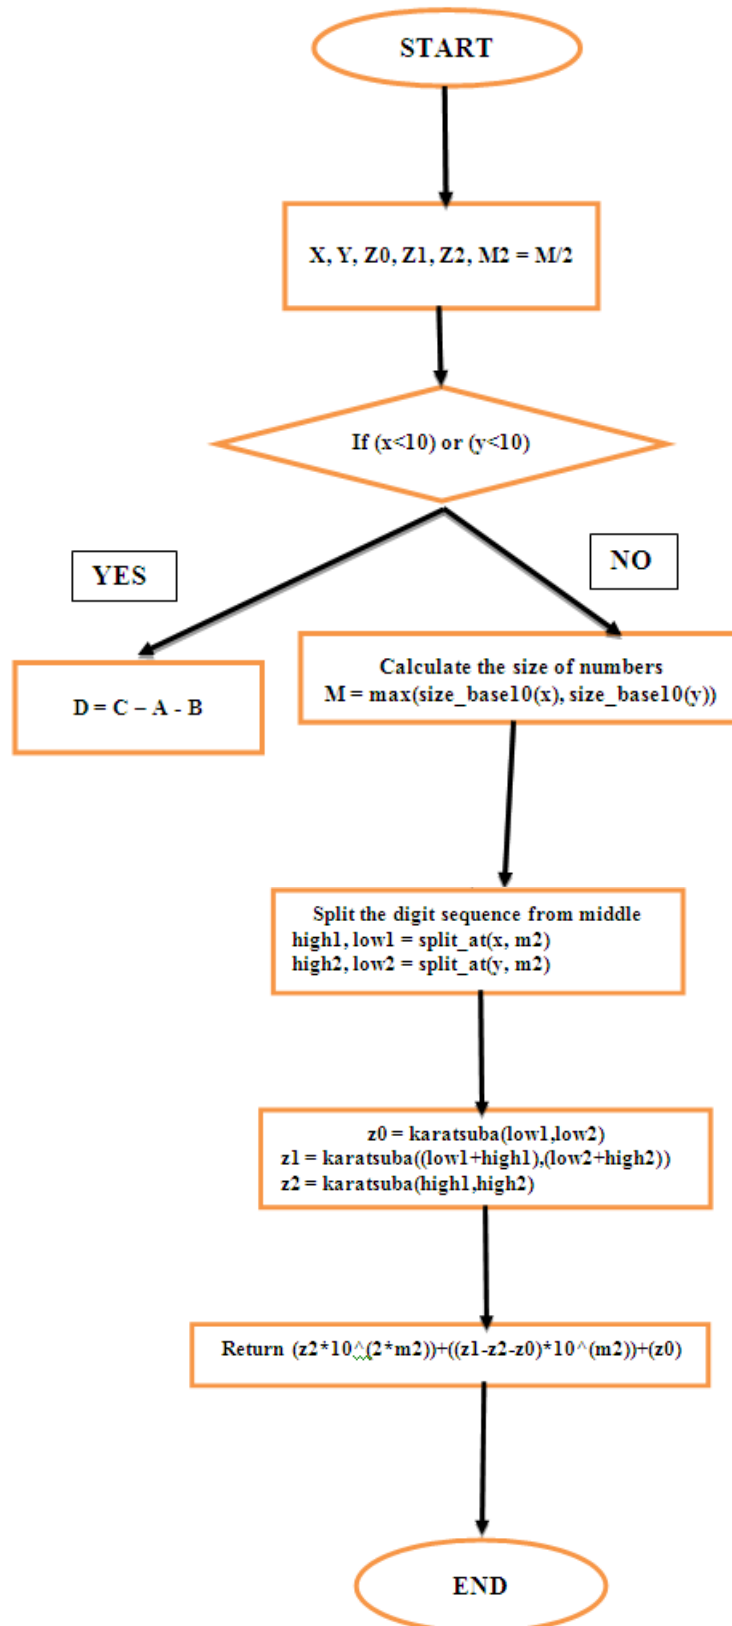 START
X, Y, Z0, Z1, Z2, M2 = M/2
If (x<10) or (y<10)
YES
NO
D = C – A - B
Calculate the size of numbers
M = max(size_base10(x), size_base10(y))
Split the digit sequence from middle
high1, low1 = split_at(x, m2)
high2, low2 = split_at(y, m2)
z0 = karatsuba(low1,low2)
z1 = karatsuba((low1+high1),(low2+high2))
z2 = karatsuba(high1,high2)
Return (z2*10^(2*m2))+((z1-z2-z0)*10^(m2))+(z0)
END